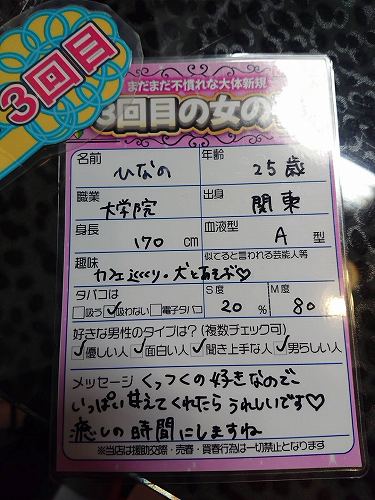 3回目
まだまだ不慣れな大体新規
3回目の女の
名前 ひなの 年齢 25歳
職業 大学院 出身 関東
身長 170cm 血液型 A型
趣味 似てると言われる芸能人等
カフェ巡り・犬とあそぶ♡
タバコは S度 M度
□吸う ☑吸わない □電子タバコ 20% 80
好きな男性のタイプは?(複数チェック可)
☑優しい人 ☑面白い人 ☑聞き上手な人 ☑男らしい人
メッセージ くっつくの好きなので
いっぱい甘えてくれたらうれしいです♡
癒しの時間にしますね
※当店は援助交際・売春・買春行為は一切禁止となります